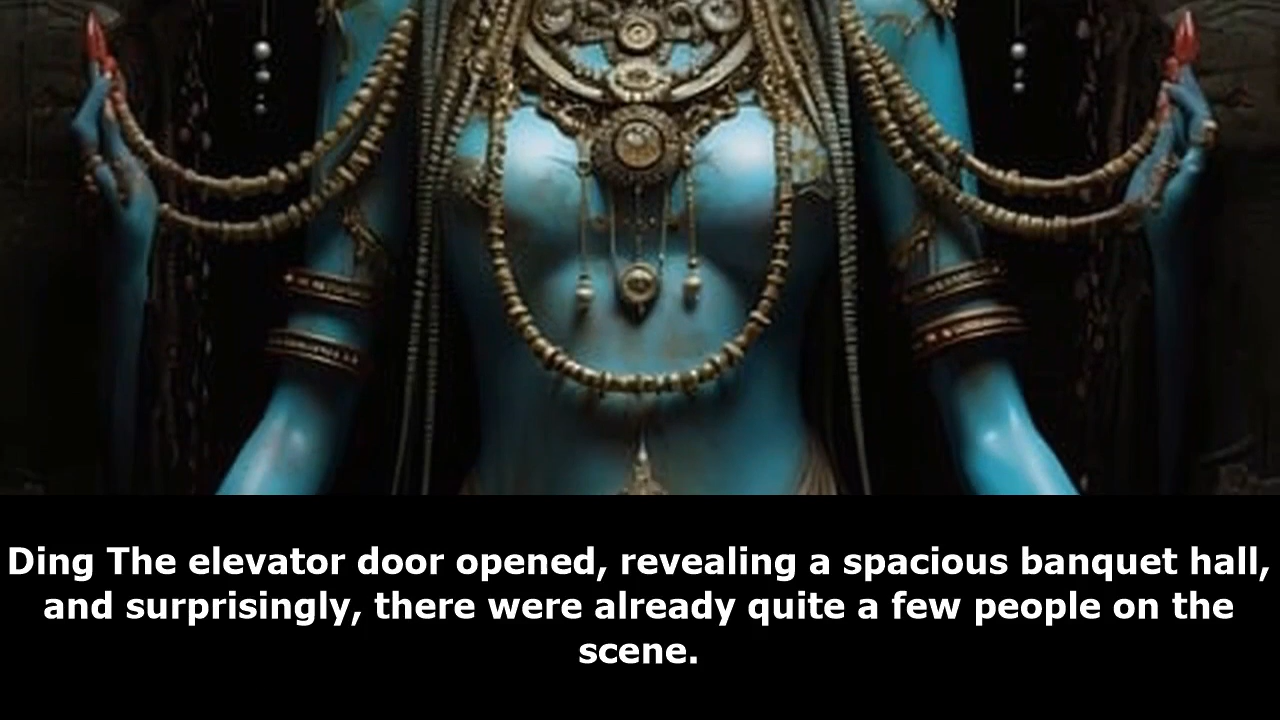 Ding The elevator door opened, revealing a spacious banquet hall,
and surprisingly, there were already quite a few people on the
scene.